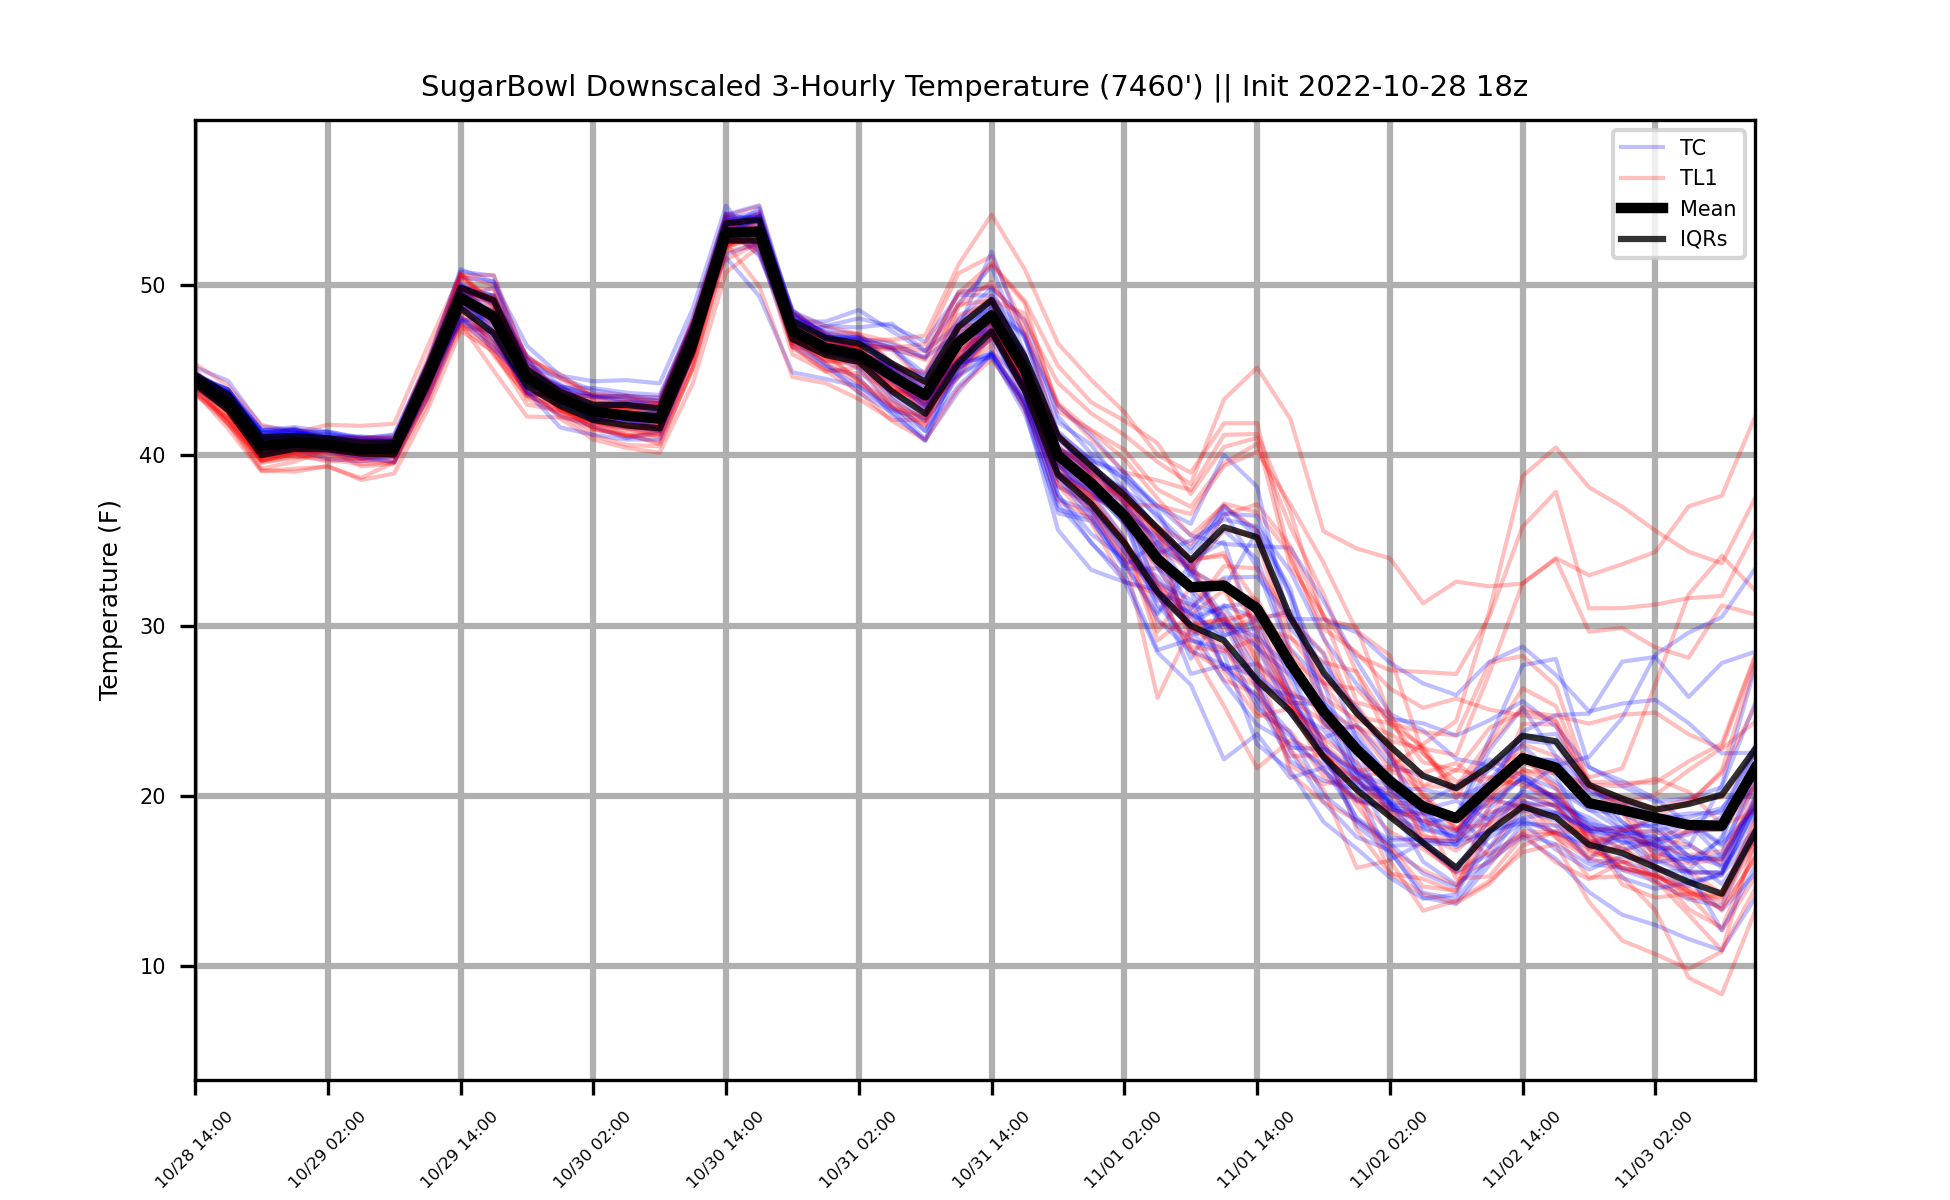 SugarBowl Downscaled 3-Hourly Temperature (7460') || Init 2022-10-28 18z
TC
TL1
Mean
IQRs
Temperature (F)
50
40
30
20
10
10/28 14:00
10/29 02:00
10/29 14:00
10/30 02:00
10/30 14:00
10/31 02:00
10/31 14:00
11/01 02:00
11/01 14:00
11/02 02:00
11/02 14:00
11/03 02:00